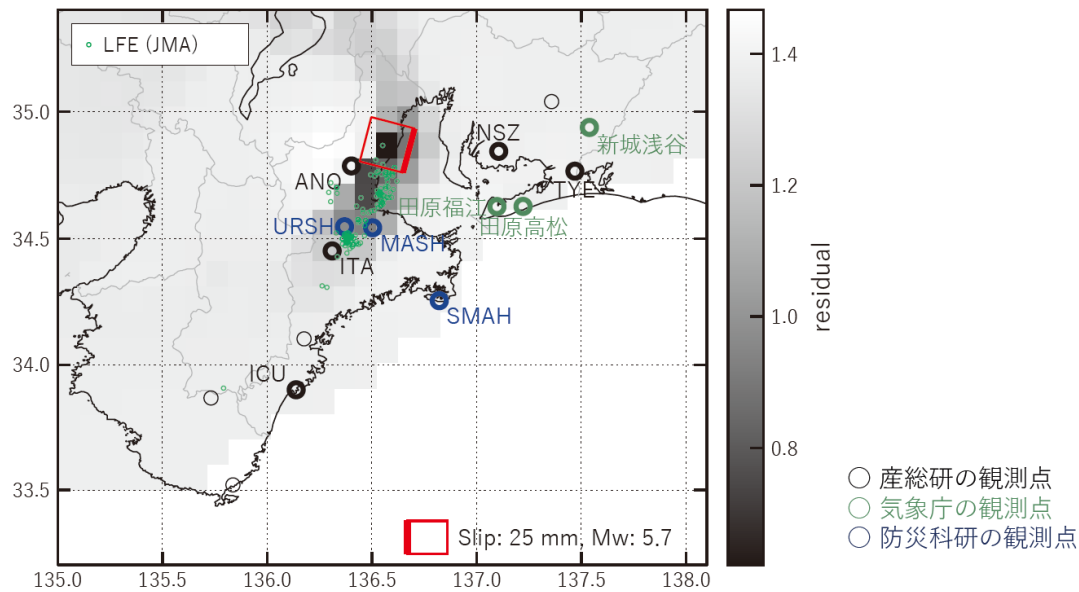 LFE (JMA)
35.0
34.5
34.0
33.5
135.0
135.5
136.0
136.5
137.0
137.5
138.0
NSZ
新城浅谷
ANO
TYE
田原福江
田原高松
URSH
MASH
ITA
SMAH
ICU
Slip: 25 mm, Mw: 5.7
1.4
1.2
1.0
0.8
residual
産総研の観測点
気象庁の観測点
防災科研の観測点